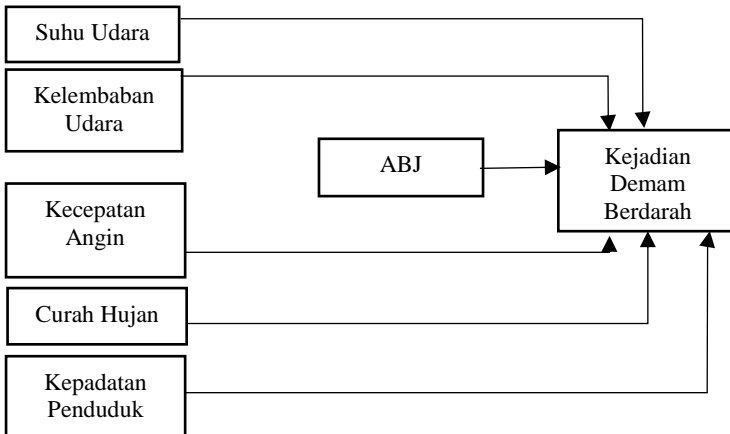 Suhu Udara
Kelembaban
Udara
ABJ
Kejadian
Demam
Berdarah
Kecepatan
Angin
Curah Hujan
Kepadatan
Penduduk